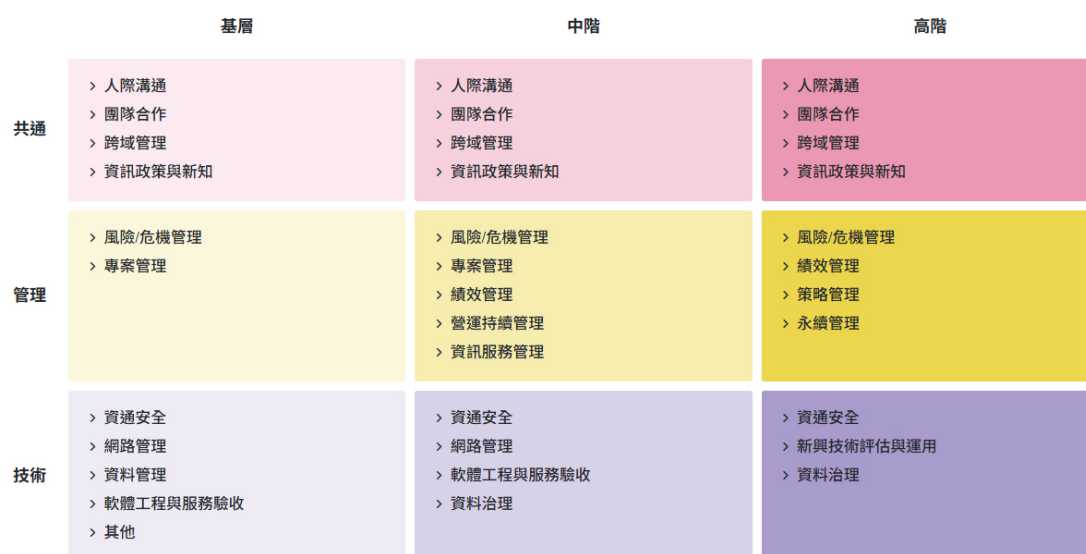 基層
中階
高階
共通
> 人際溝通
> 團隊合作
> 跨域管理
> 資訊政策與新知
> 人際溝通
> 團隊合作
> 跨域管理
> 資訊政策與新知
> 人際溝通
> 團隊合作
> 跨域管理
> 資訊政策與新知
管理
> 風險/危機管理
> 專案管理
> 風險/危機管理
> 專案管理
> 績效管理
> 營運持續管理
> 資訊服務管理
> 風險/危機管理
> 績效管理
> 策略管理
> 永續管理
技術
> 資通安全
> 網路管理
> 資料管理
> 軟體工程與服務驗收
> 其他
> 資通安全
> 網路管理
> 軟體工程與服務驗收
> 資料治理
> 資通安全
> 新興技術評估與運用
> 資料治理